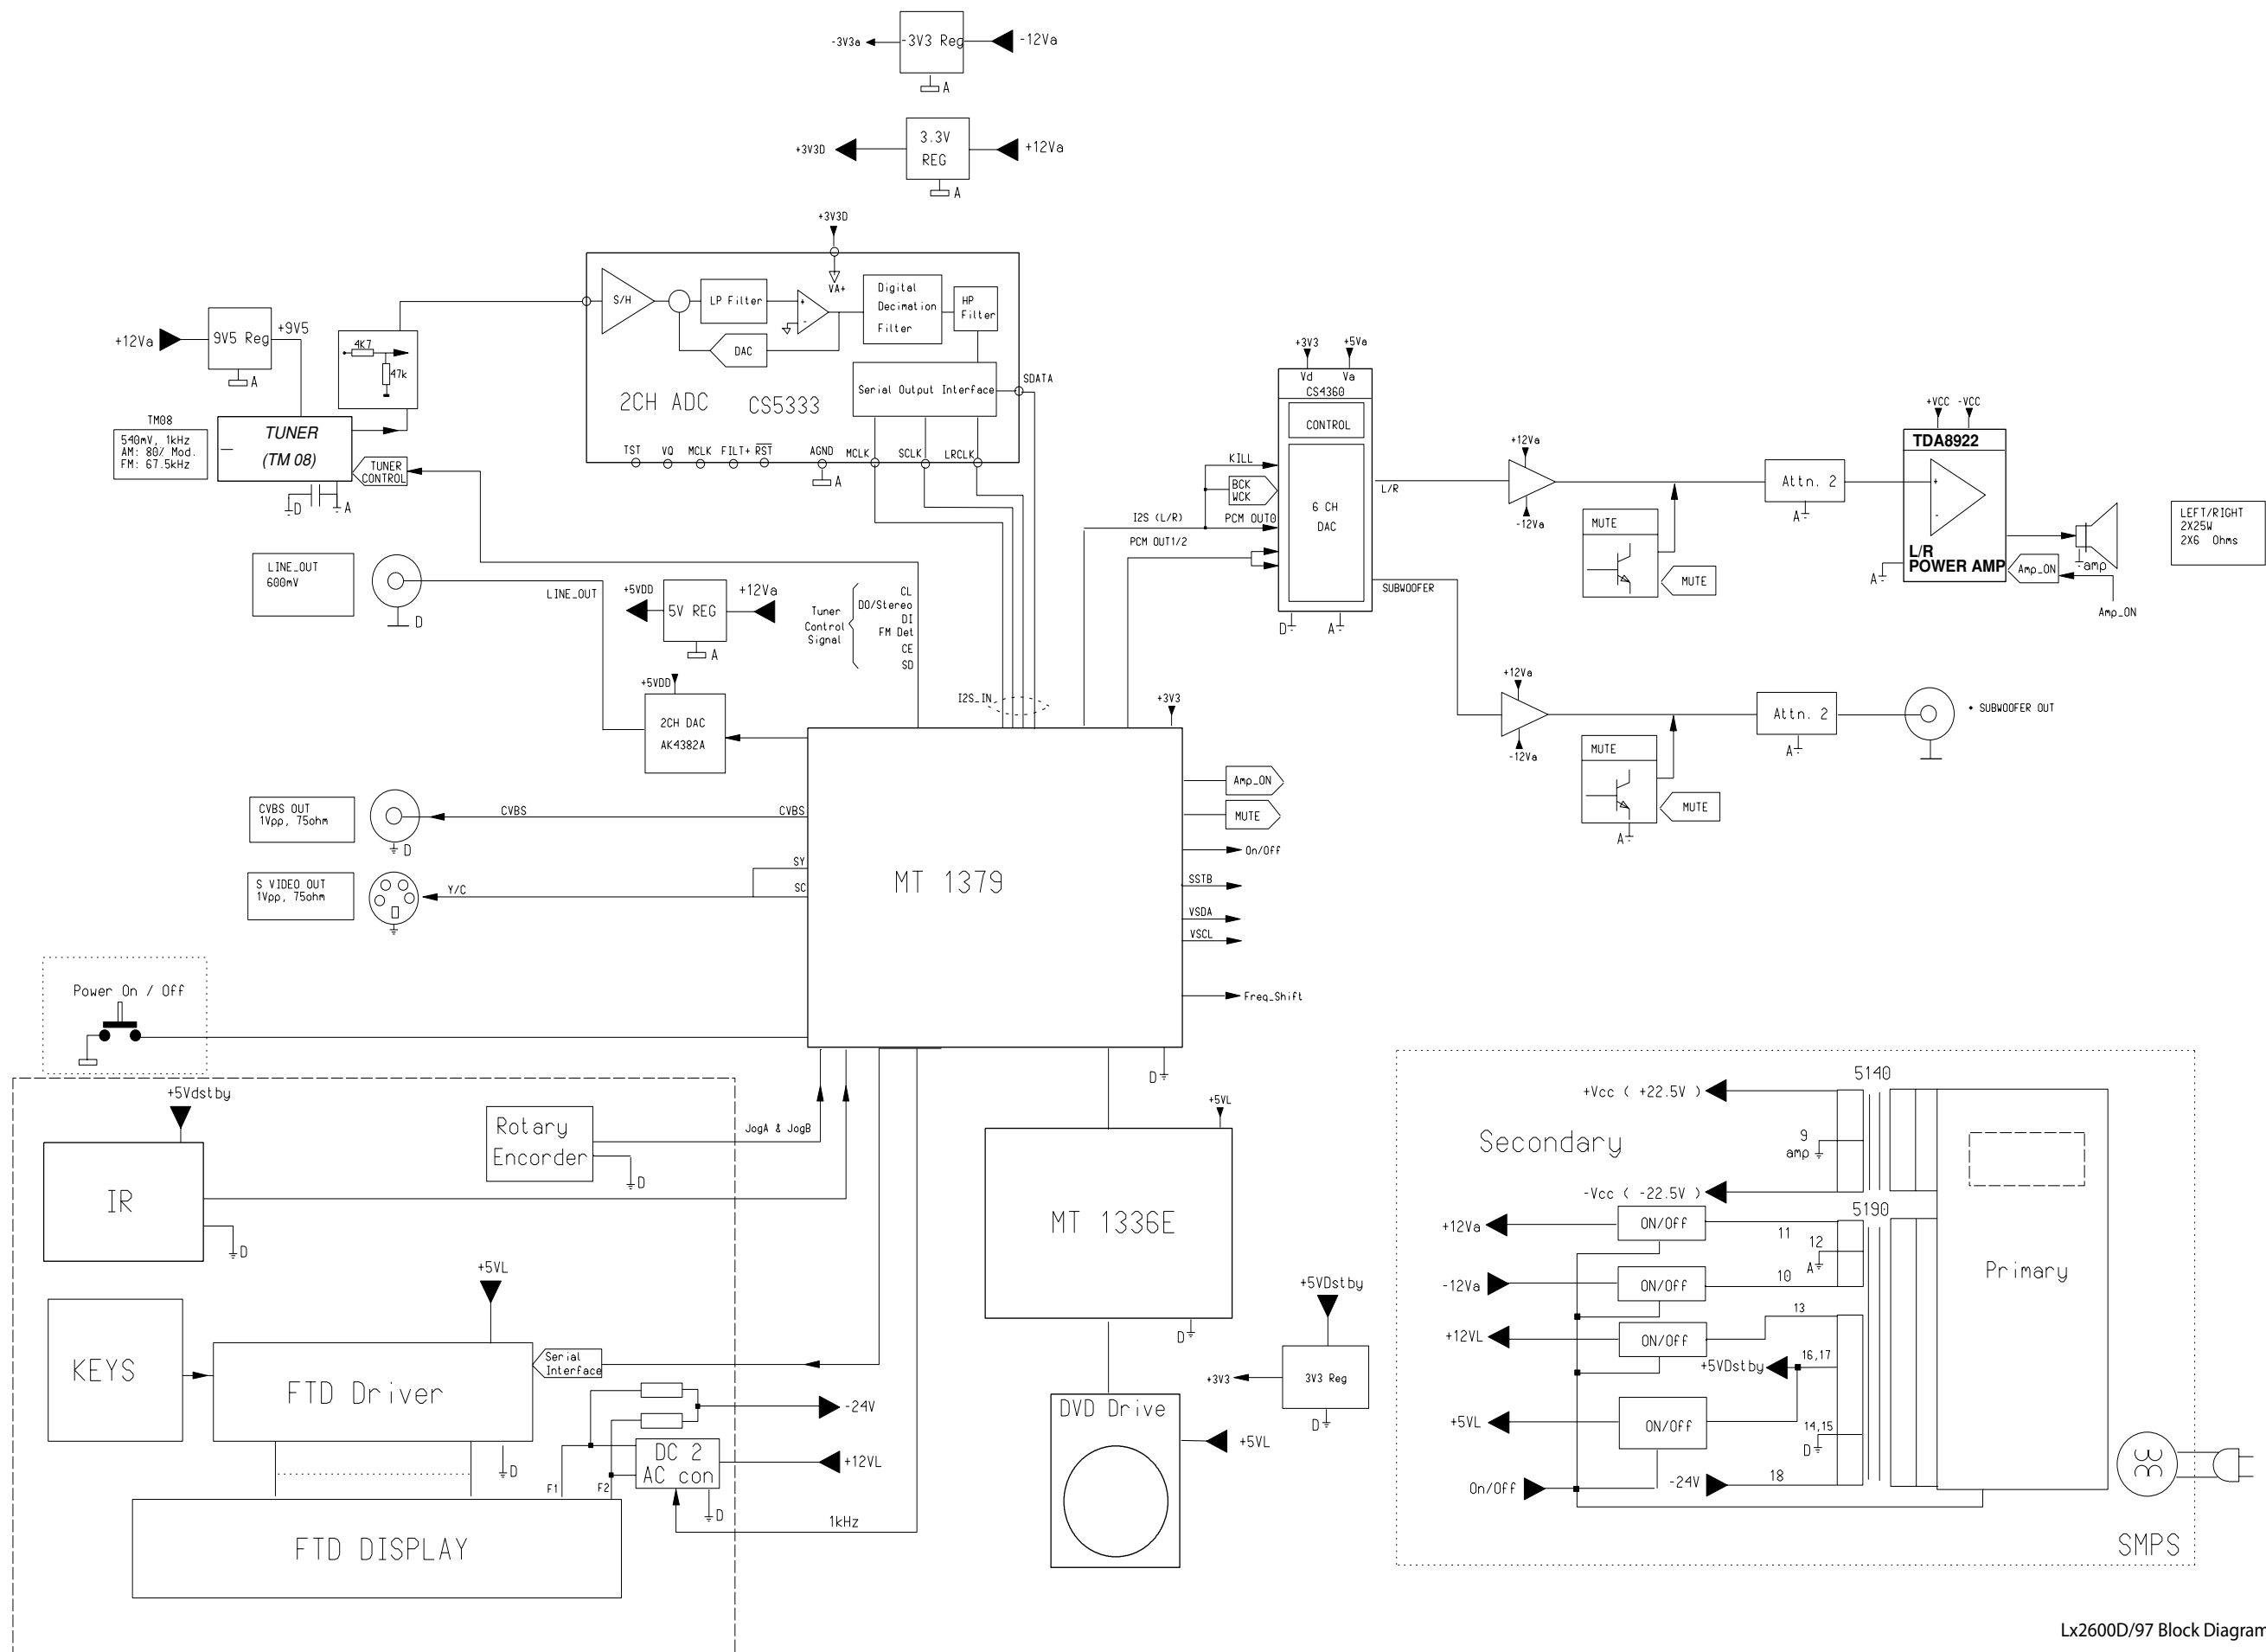 -3V3a
-3V3 Reg
-12Va
A
+3V3D
3.3V
REG
+12Va
A
+3V3D
S/H
LP Filter
+
-
VA+
Digital
Decimation
Filter
HP
Filter
DAC
2CH ADC
CS5333
Serial Output Interface
SDATA
TST
VQ
MCLK
FILT+
RST
AGND
MCLK
SCLK
LRCLK
A
+12Va
9V5 Reg
+9V5
A
4K7
47k
TM08
540mV, 1kHz
AM: 80/ Mod.
FM: 67.5kHz
TUNER
(TM 08)
TUNER
CONTROL
D
A
LINE_OUT
600mV
D
LINE_OUT
+5VDD
5V REG
+12Va
A
Tuner
Control
Signal
CL
DO/Stereo
DI
FM Det
CE
SD
+5VDD
2CH DAC
AK4382A
I2S_IN
+3V3
I2S (L/R)
KILL
BCK
WCK
PCM OUT0
PCM OUT1/2
+3V3
+5Va
Vd
Va
CS4360
CONTROL
6 CH
DAC
D
A
L/R
SUBWOOFER
+12Va
-12Va
MUTE
MUTE
Attn. 2
A
+VCC
-VCC
TDA8922
+
-
L/R
POWER AMP
A
amp
Amp_ON
Amp_ON
LEFT/RIGHT
2X25W
2X6 Ohms
+12Va
-12Va
MUTE
A
MUTE
Attn. 2
A
* SUBWOOFER OUT
CVBS OUT
1Vpp, 75ohm
D
CVBS
CVBS
S VIDEO OUT
1Vpp, 75ohm
Y/C
SY
SC
MT 1379
Amp_ON
MUTE
On/Off
SSTB
VSDA
VSCL
Freq_Shift
D
Power On / Off
+5Vdstby
IR
D
Rotary
Encorder
D
JogA & JogB
KEYS
+5VL
FTD Driver
D
Serial
Interface
-24V
DC 2
AC con
+12VL
F1
F2
D
1kHz
FTD DISPLAY
+5VL
MT 1336E
D
DVD Drive
+5VL
+5VDstby
+3V3
3V3 Reg
D
Secondary
+Vcc ( +22.5V )
5140
9
amp
-Vcc ( -22.5V )
5190
+12Va
ON/Off
11
12
A
-12Va
ON/Off
10
+12VL
ON/Off
13
+5VDstby
16,17
+5VL
ON/Off
14,15
D
On/Off
-24V
18
Primary
SMPS
Lx2600D/97 Block Diagram